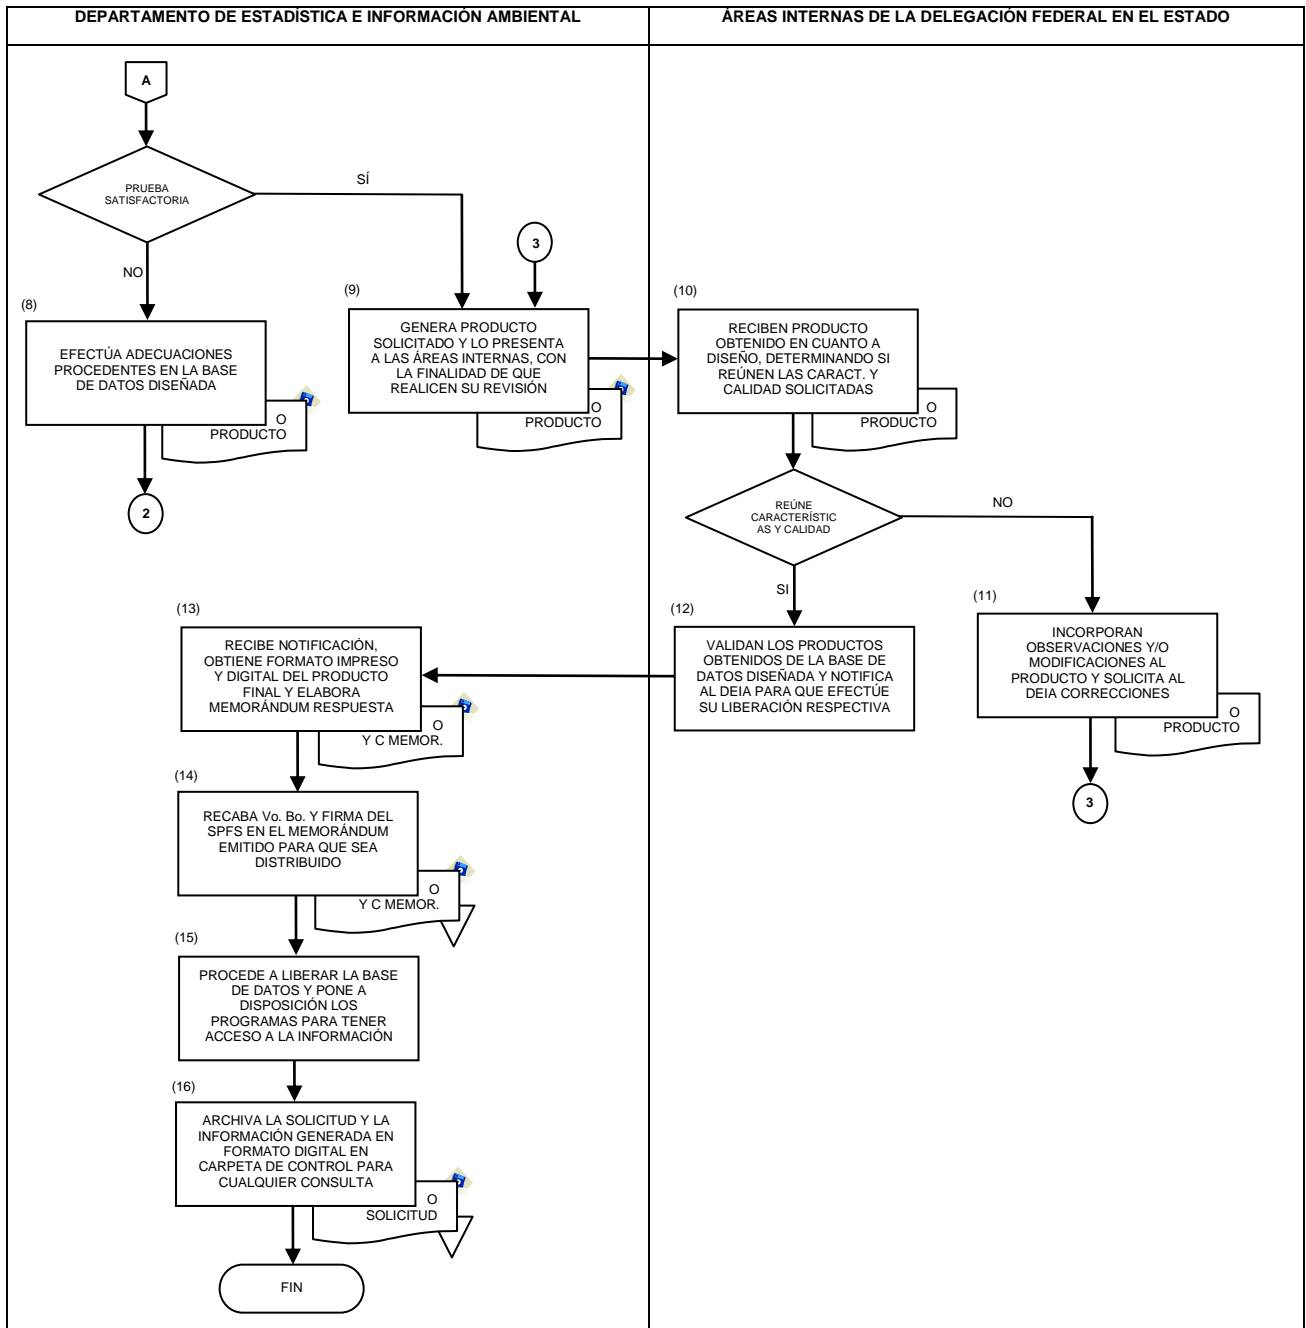 DEPARTAMENTO DE ESTADÍSTICA E INFORMACIÓN AMBIENTAL
ÁREAS INTERNAS DE LA DELEGACIÓN FEDERAL EN EL ESTADO
A
PRUEBA
SATISFACTORIA
SÍ
NO
3
(8)
EFECTÚA ADECUACIONES
PROCEDENTES EN LA BASE
DE DATOS DISEÑADA
O
PRODUCTO
2
(9)
GENERA PRODUCTO
SOLICITADO Y LO PRESENTA
A LAS ÁREAS INTERNAS, CON
LA FINALIDAD DE QUE
REALICEN SU REVISIÓN
O
PRODUCTO
(10)
RECIBEN PRODUCTO
OBTENIDO EN CUANTO A
DISEÑO, DETERMINANDO SI
REÚNEN LAS CARACT. Y
CALIDAD SOLICITADAS
O
PRODUCTO
REÚNE
CARACTERÍSTIC
AS Y CALIDAD
NO
SI
(11)
INCORPORAN
OBSERVACIONES Y/O
MODIFICACIONES AL
PRODUCTO Y SOLICITA AL
DEIA CORRECCIONES
O
PRODUCTO
3
(12)
VALIDAN LOS PRODUCTOS
OBTENIDOS DE LA BASE DE
DATOS DISEÑADA Y NOTIFICA
AL DEIA PARA QUE EFECTÚE
SU LIBERACIÓN RESPECTIVA
(13)
RECIBE NOTIFICACIÓN,
OBTIENE FORMATO IMPRESO
Y DIGITAL DEL PRODUCTO
FINAL Y ELABORA
MEMORÁNDUM RESPUESTA
O
Y C MEMOR.
(14)
RECABA Vo. Bo. Y FIRMA DEL
SPFS EN EL MEMORÁNDUM
EMITIDO PARA QUE SEA
DISTRIBUIDO
O
Y C MEMOR.
(15)
PROCEDE A LIBERAR LA BASE
DE DATOS Y PONE A
DISPOSICIÓN LOS
PROGRAMAS PARA TENER
ACCESO A LA INFORMACIÓN
(16)
ARCHIVA LA SOLICITUD Y LA
INFORMACIÓN GENERADA EN
FORMATO DIGITAL EN
CARPETA DE CONTROL PARA
CUALQUIER CONSULTA
O
SOLICITUD
FIN